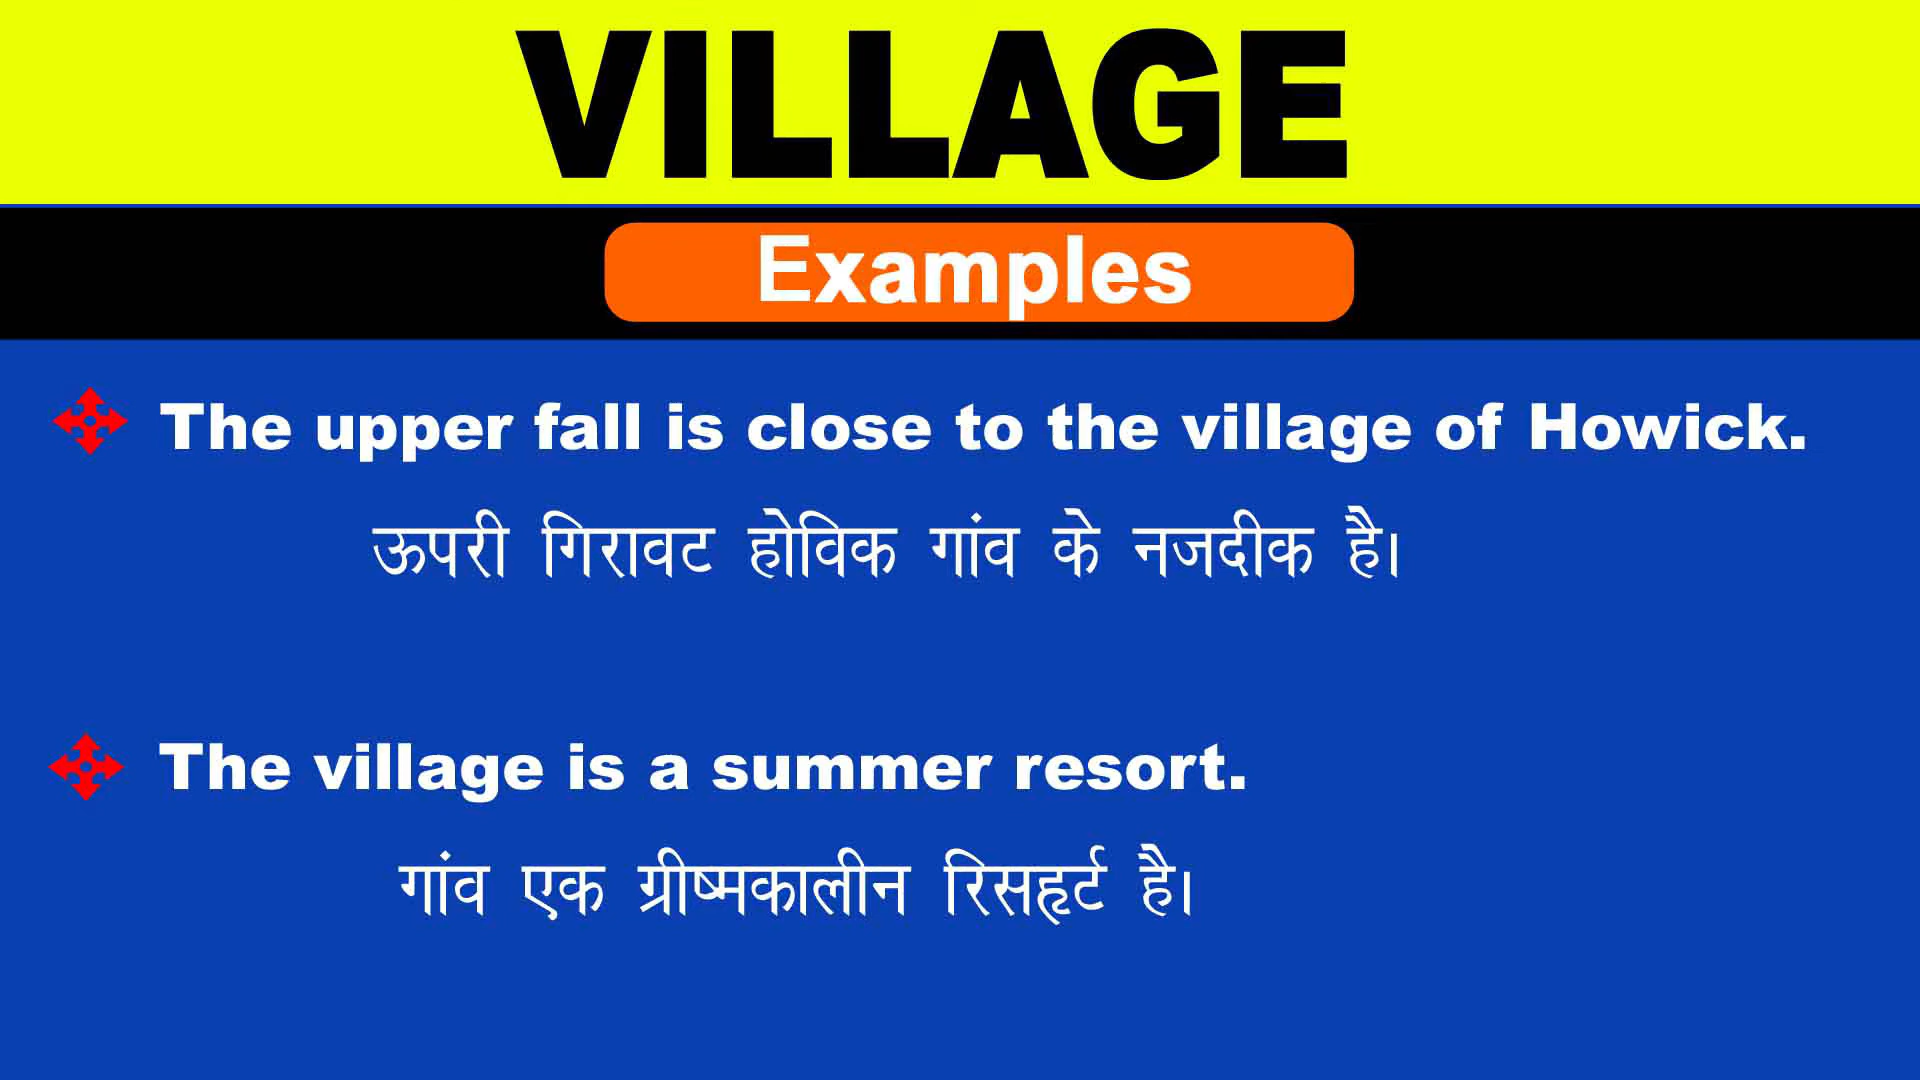 VILLAGE
Examples
The upper fall is close to the village of Howick.
ऊपरी गिरावट होविक गांव के नजदीक है।
The village is a summer resort.
गांव एक ग्रीष्मकालीन रिसहृर्ट है।